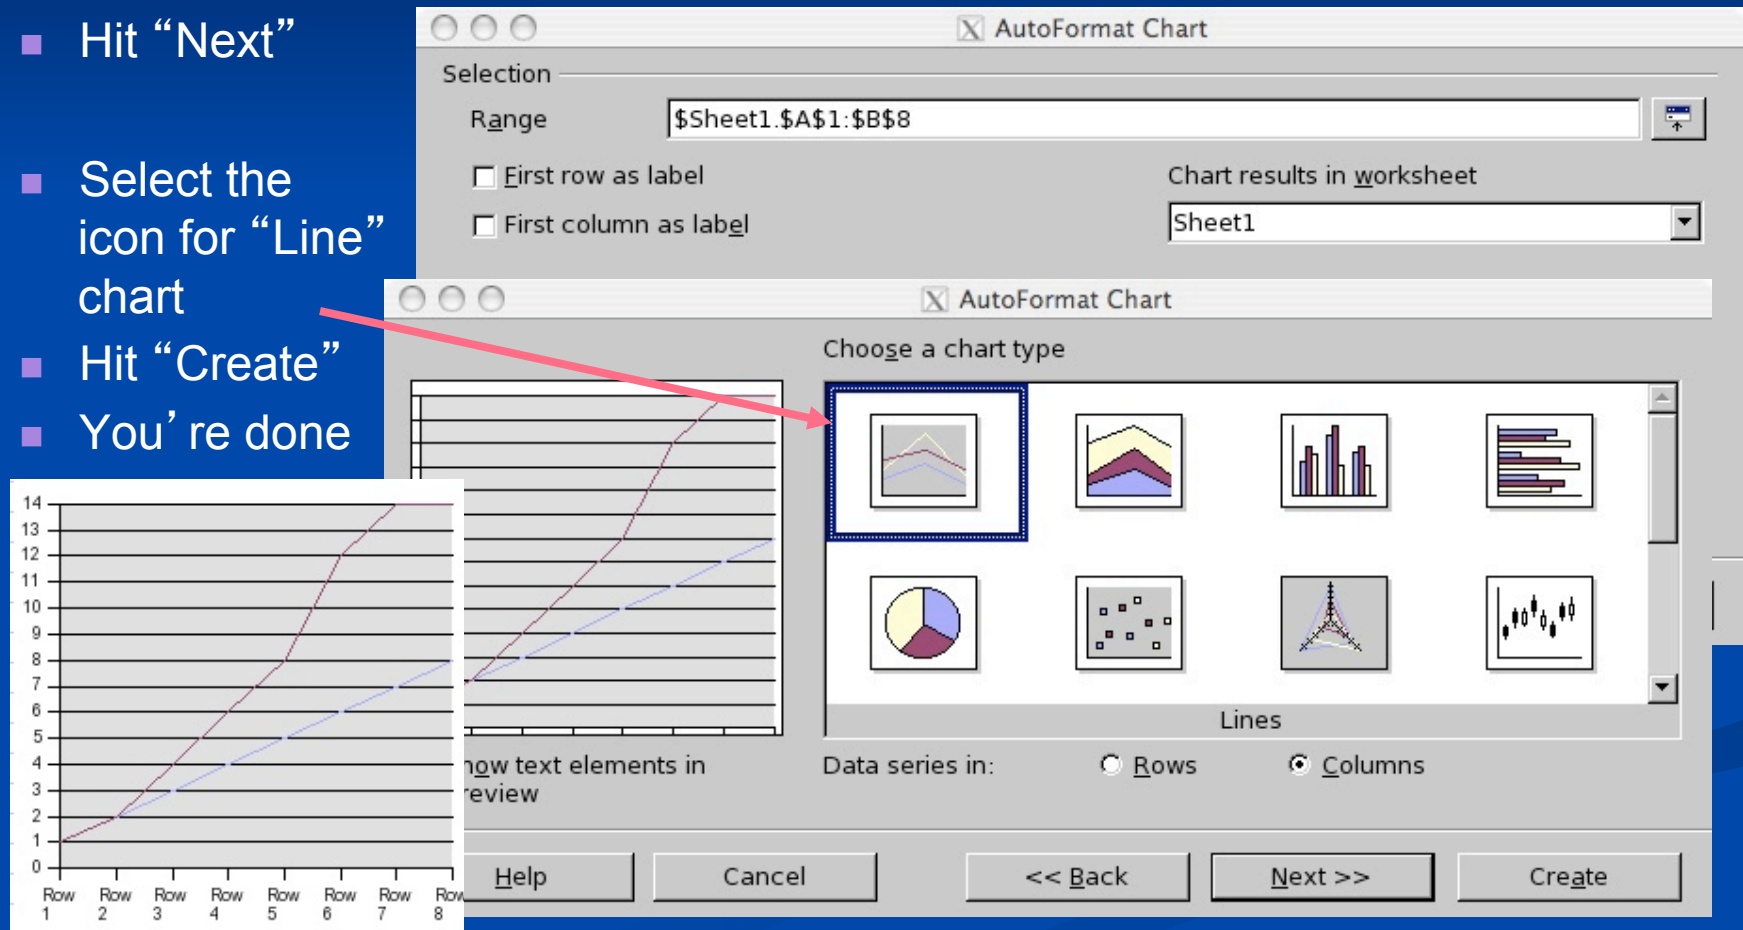 Hit “Next”
Select the
icon for “Line”
chart
Hit “Create”
You’re done
AutoFormat Chart
Selection
Range
$Sheet1.$A$1:$B$8
First row as label
First column as label
Chart results in worksheet
Sheet1
AutoFormat Chart
Choose a chart type
Lines
how text elements in
review
Data series in:
Rows
Columns
Help
Cancel
<< Back
Next >>
Create
14
13
12
11
10
9
8
7
6
5
4
3
2
1
0
Row 1
Row 2
Row 3
Row 4
Row 5
Row 6
Row 7
Row 8